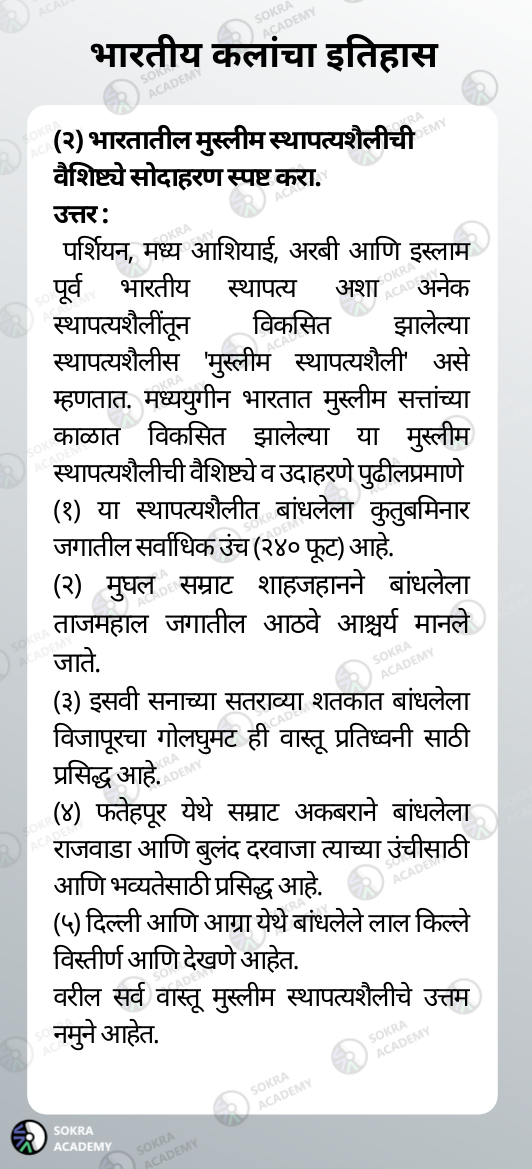 भारतीय कलांचा इतिहास
(२) भारतातील मुस्लीम स्थापत्यशैलीची
वैशिष्ट्ये सोदाहरण स्पष्ट करा.
उत्तर :
पर्शियन, मध्य आशियाई, अरबी आणि इस्लाम
पूर्व भारतीय स्थापत्य अशा अनेक
स्थापत्यशैलींतून विकसित झालेल्या
स्थापत्यशैलीस 'मुस्लीम स्थापत्यशैली' असे
म्हणतात. मध्ययुगीन भारतात मुस्लीम सत्तांच्या
काळात विकसित झालेल्या या मुस्लीम
स्थापत्यशैलीची वैशिष्ट्ये व उदाहरणे पुढीलप्रमाणे
(१) या स्थापत्यशैलीत बांधलेला कुतुबमिनार
जगातील सर्वाधिक उंच (२४० फूट) आहे.
(२) मुघल सम्राट शाहजहानने बांधलेला
ताजमहाल जगातील आठवे आश्चर्य मानले
जाते.
(३) इसवी सनाच्या सतराव्या शतकात बांधलेला
विजापूरचा गोलघुमट ही वास्तू प्रतिध्वनी साठी
प्रसिद्ध आहे.
(४) फतेहपूर येथे सम्राट अकबराने बांधलेला
राजवाडा आणि बुलंद दरवाजा त्याच्या उंचीसाठी
आणि भव्यतेसाठी प्रसिद्ध आहे.
(५) दिल्ली आणि आग्रा येथे बांधलेले लाल किल्ले
विस्तीर्ण आणि देखणे आहेत.
वरील सर्व वास्तू मुस्लीम स्थापत्यशैलीचे उत्तम
नमुने आहेत.
SOKRA
ACADEMY